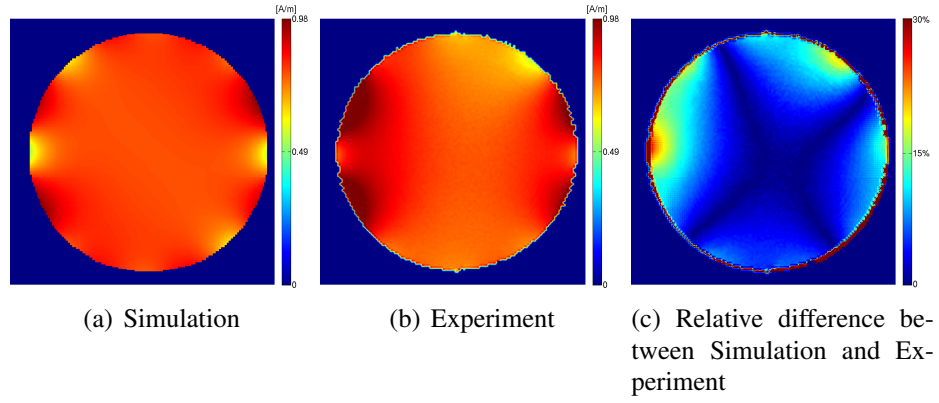 [A/m]
0.98
0.49
0
[A/m]
0.98
0.49
0
30%
15%
0
(a) Simulation
(b) Experiment
(c) Relative difference be-
tween Simulation and Ex-
periment